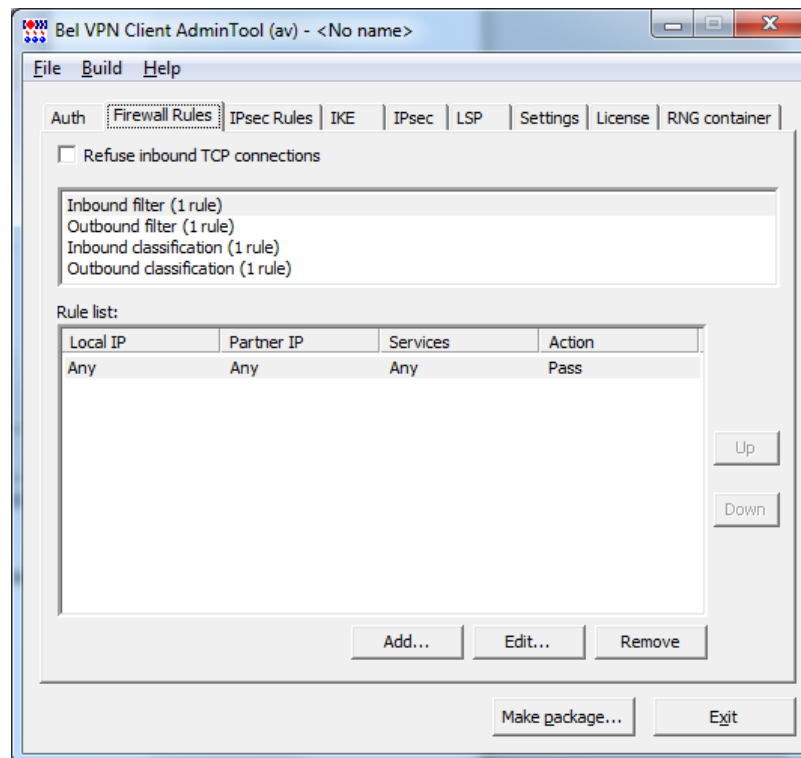 Bel VPN Client AdminTool (av) - <No name>
File Build Help
Auth Firewall Rules IPsec Rules IKE IPsec LSP Settings License RNG container
Refuse inbound TCP connections
Inbound filter (1 rule)
Outbound filter (1 rule)
Inbound classification (1 rule)
Outbound classification (1 rule)
Rule list:
Local IP Partner IP Services Action
Any Any Any Pass
Up
Down
Add... Edit... Remove
Make package... Exit